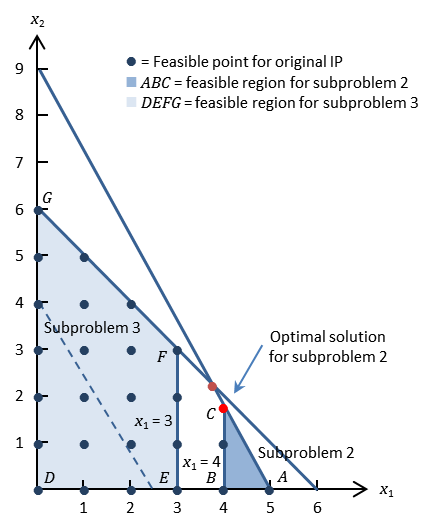 x₂
9
8
7
6
5
4
3
2
1
● = Feasible point for original IP
ABC = feasible region for subproblem 2
DEFG = feasible region for subproblem 3
G
Subproblem 3
F
Optimal solution
for subproblem 2
C
x₁ = 3
x₁ = 4
Subproblem 2
D
E
B
A
x₁
1
2
3
4
5
6